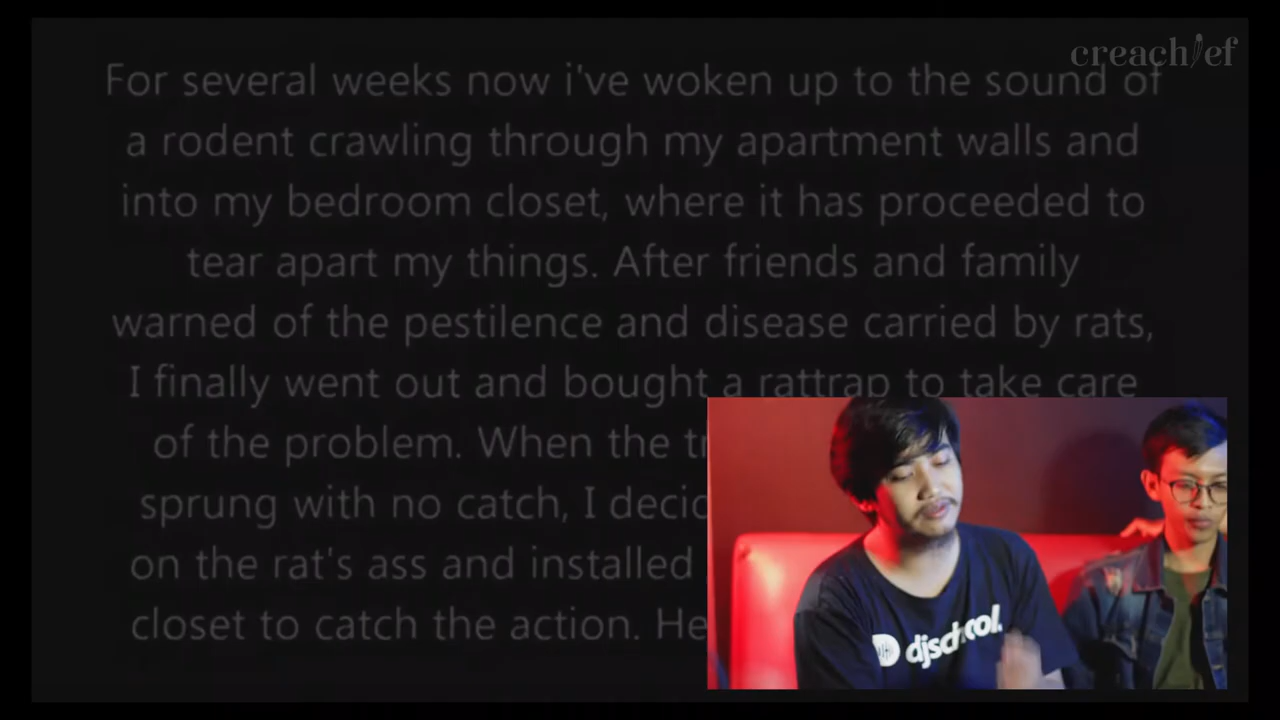 creachief
For several weeks now i've woken up to the sound of
a rodent crawling through my apartment walls and
into my bedroom closet, where it has proceeded to
tear apart my things. After friends and family
warned of the pestilence and disease carried by rats,
I finally went out and bought a rattrap to take care
of the problem. When the
sprung with no catch, I
on the rat's ass and installed
closet to catch the action.
djschool.